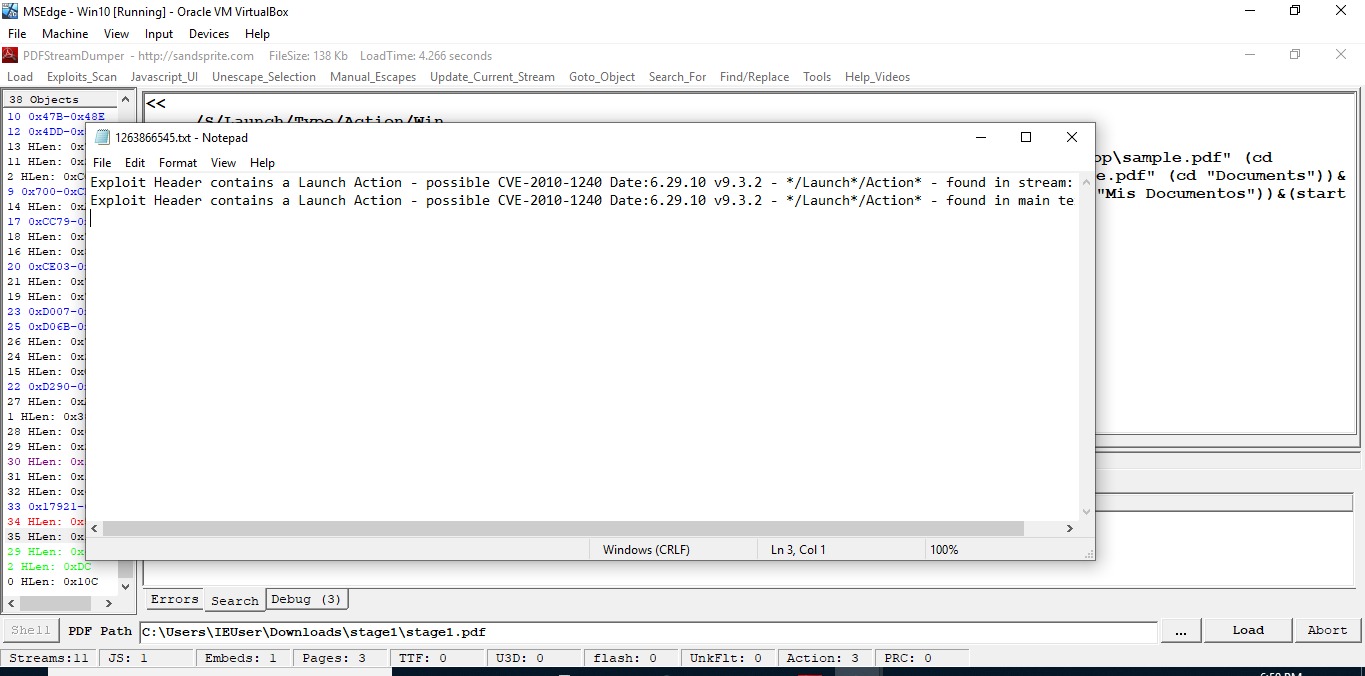 MSEdge - Win10 [Running] - Oracle VM VirtualBox
File Machine View Input Devices Help
PDFStreamDumper - http://sandsprite.com FileSize: 138 Kb LoadTime: 4.266 seconds
Load Exploits_Scan Javascript_UI Unescape_Selection Manual_Escapes Update_Current_Stream Goto_Object Search_For Find/Replace Tools Help_Videos
38 Objects
10 0x47B-0x48E
12 0x4DD-0x
13 HLen: 0x
11 HLen: 0x
2 HLen: 0xC
9 0x700-0xC
14 HLen: 0x
17 0xCC79-0
18 HLen: 0x
16 HLen: 0x
20 0xCE03-0
21 HLen: 0x
19 HLen: 0x
23 0xD007-0
25 0xD06B-0
26 HLen: 0x
24 HLen: 0x
15 HLen: 0x
22 0xD290-0
27 HLen: 0x
1 HLen: 0x3
28 HLen: 0x
29 HLen: 0x
30 HLen: 0x
31 HLen: 0x
32 HLen: 0x
33 0x17921-
34 HLen: 0x
35 HLen: 0x
29 HLen: 0x
2 HLen: 0xDC
0 HLen: 0x10C
<<
/S/Launch/Type/Action/Win
op\sample.pdf" (cd
e.pdf" (cd "Documents"))&
"Mis Documentos"))&(start
1263866545.txt - Notepad
File Edit Format View Help
Exploit Header contains a Launch Action - possible CVE-2010-1240 Date:6.29.10 v9.3.2 - */Launch*/Action* - found in stream:
Exploit Header contains a Launch Action - possible CVE-2010-1240 Date:6.29.10 v9.3.2 - */Launch*/Action* - found in main te
Windows (CRLF) Ln 3, Col 1 100%
Errors Search Debug (3)
Shell PDF Path C:\Users\IEUser\Downloads\stage1\stage1.pdf ... Load Abort
Streams:11 JS: 1 Embeds: 1 Pages: 3 TTF: 0 U3D: 0 flash: 0 UnkFlt: 0 Action: 3 PRC: 0